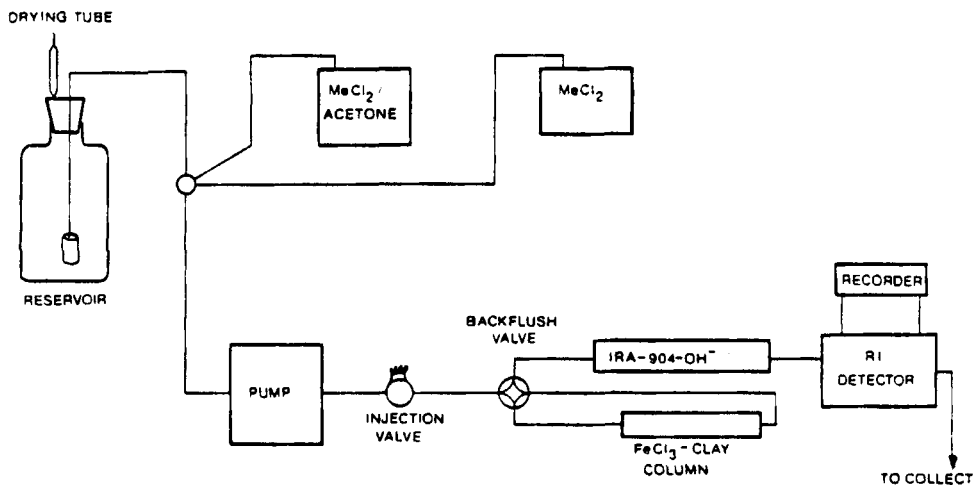 DRYING TUBE
MeCl₂/
ACETONE
MeCl₂
RESERVOIR
RECORDER
BACKFLUSH
VALVE
IRA-904-OH⁻
RI
DETECTOR
PUMP
INJECTION
VALVE
FeCl₃-CLAY
COLUMN
TO COLLECT